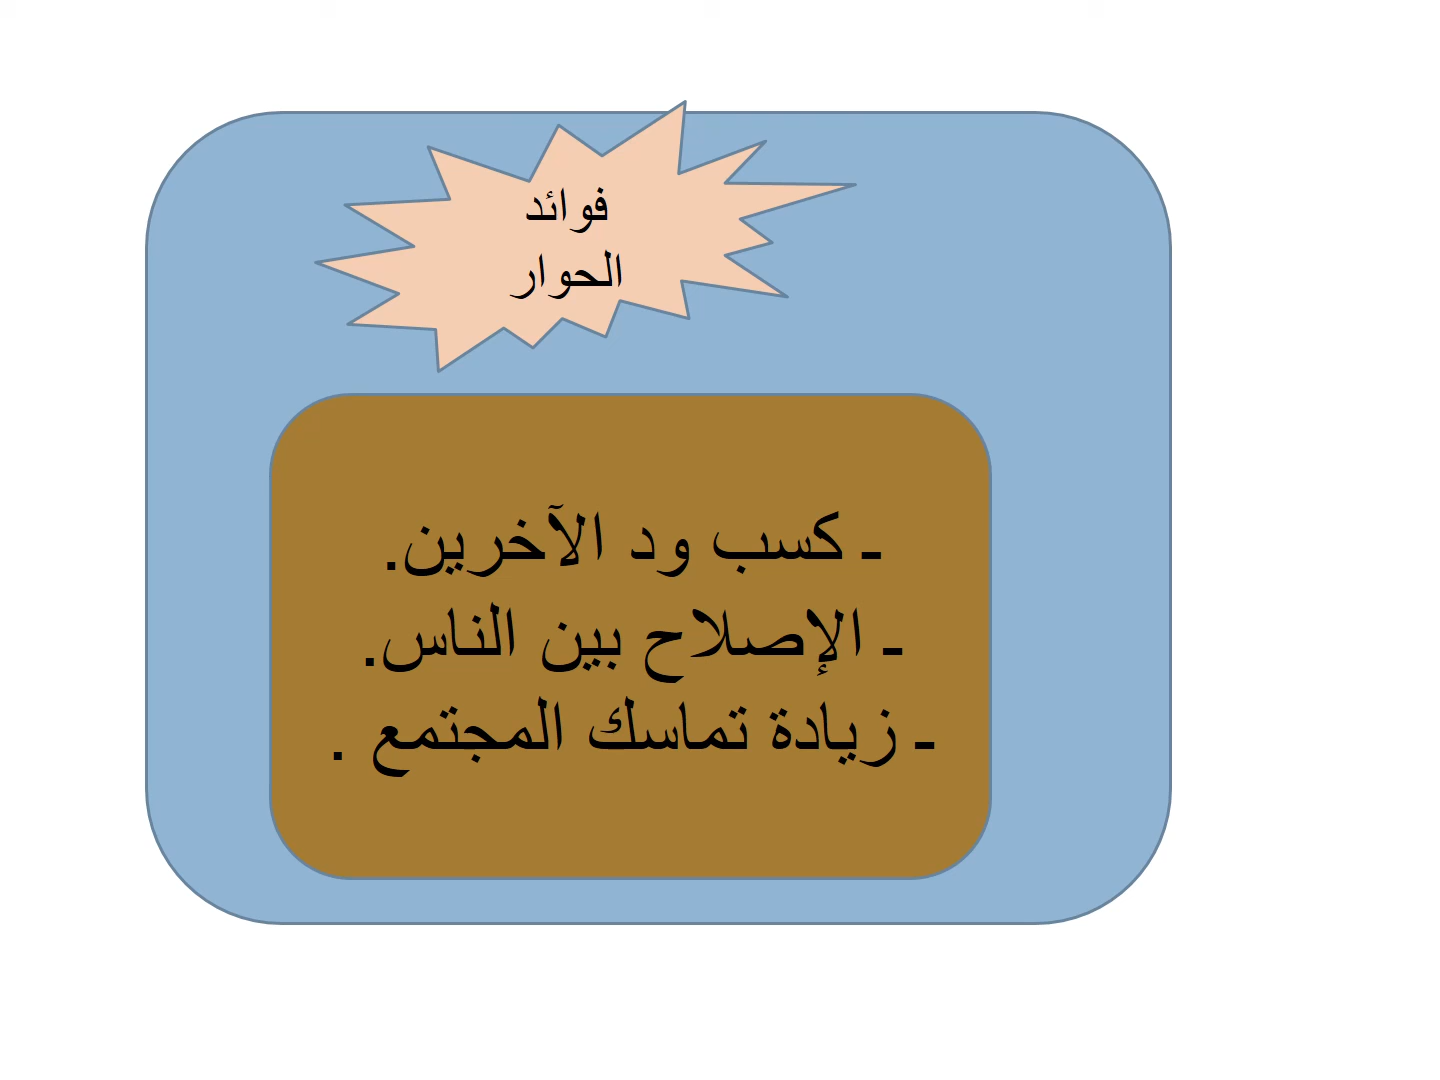 فوائد
الحوار
ـ كسب ود الآخرين.
ـ الإصلاح بين الناس.
ـ زيادة تماسك المجتمع .